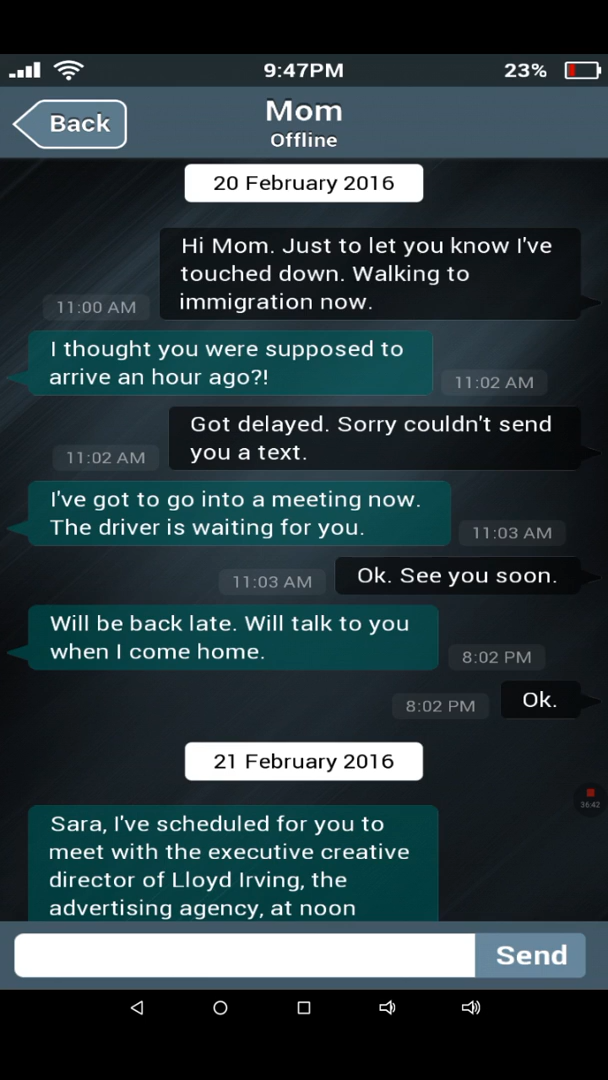 9:47PM
23%
Back
Mom
Offline
20 February 2016
Hi Mom. Just to let you know I've
touched down. Walking to
immigration now.
11:00 AM
I thought you were supposed to
arrive an hour ago?!
11:02 AM
Got delayed. Sorry couldn't send
you a text.
11:02 AM
I've got to go into a meeting now.
The driver is waiting for you.
11:03 AM
Ok. See you soon.
11:03 AM
Will be back late. Will talk to you
when I come home.
8:02 PM
Ok.
8:02 PM
21 February 2016
36:42
Sara, I've scheduled for you to
meet with the executive creative
director of Lloyd Irving, the
advertising agency, at noon
Send